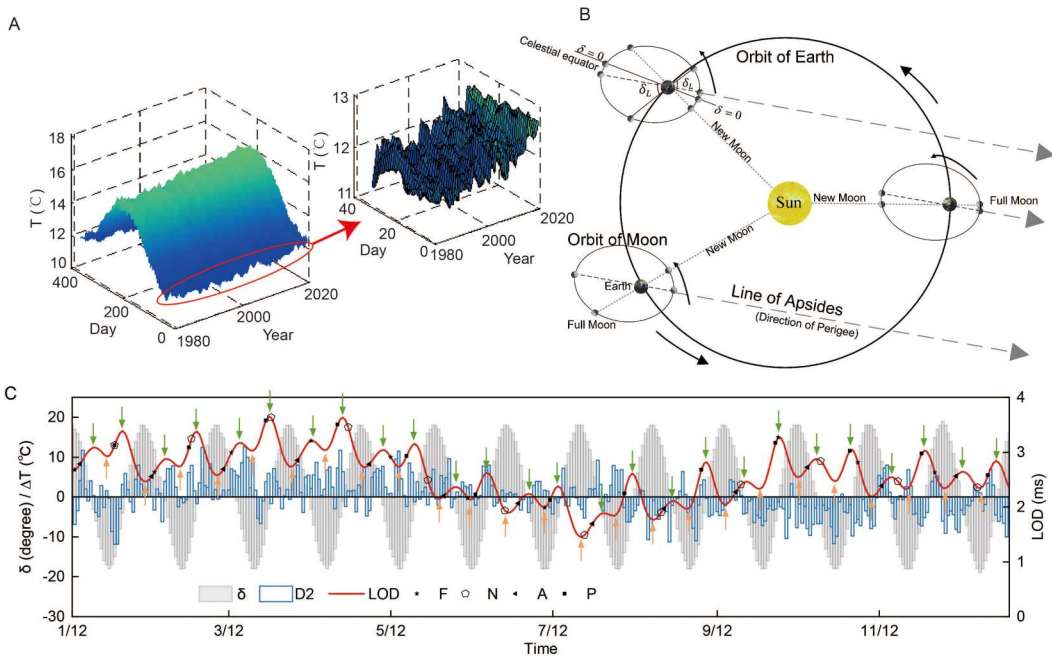 A
T (℃)
18
16
14
12
10
400
200
0
Day
1980
2000
2020
Year
T (℃)
13
12
11
40
20
0
Day
1980
2000
2020
Year
B
δ = 0
Celestial equator
δL
δL
δ = 0
Orbit of Earth
New Moon
Sun
New Moon
Full Moon
New Moon
Orbit of Moon
Earth
Full Moon
Line of Apsides
(Direction of Perigee)
C
δ (degree) / ΔT (℃)
20
10
0
-10
-20
-30
LOD (ms)
4
3
2
1
0
δ D2 LOD F N A P
1/12 3/12 5/12 7/12 9/12 11/12
Time